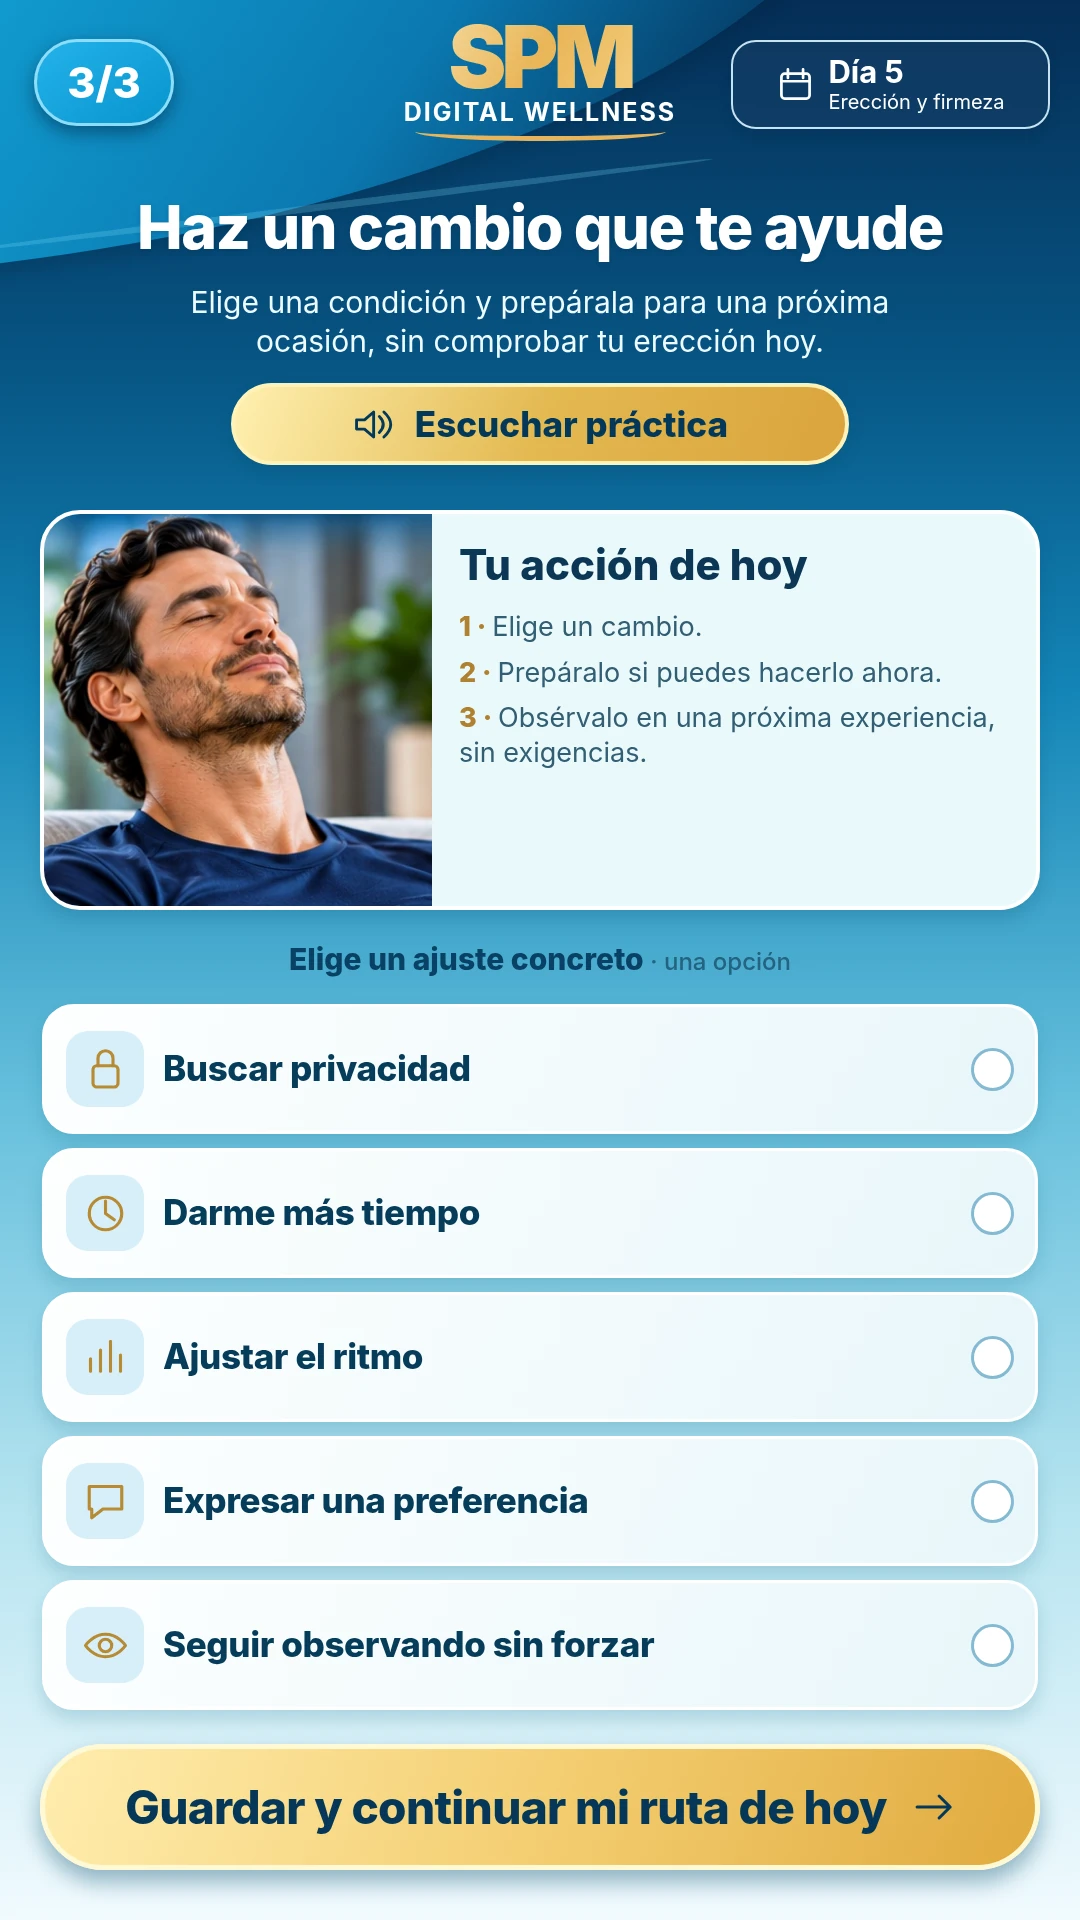 3/3
SPM
DIGITAL WELLNESS
Día 5
Erección y firmeza
Haz un cambio que te ayude
Elige una condición y prepárala para una próxima
ocasión, sin comprobar tu erección hoy.
Escuchar práctica
Tu acción de hoy
1 · Elige un cambio.
2 · Prepáralo si puedes hacerlo ahora.
3 · Obsérvalo en una próxima experiencia,
sin exigencias.
Elige un ajuste concreto · una opción
Buscar privacidad
Darme más tiempo
Ajustar el ritmo
Expresar una preferencia
Seguir observando sin forzar
Guardar y continuar mi ruta de hoy →